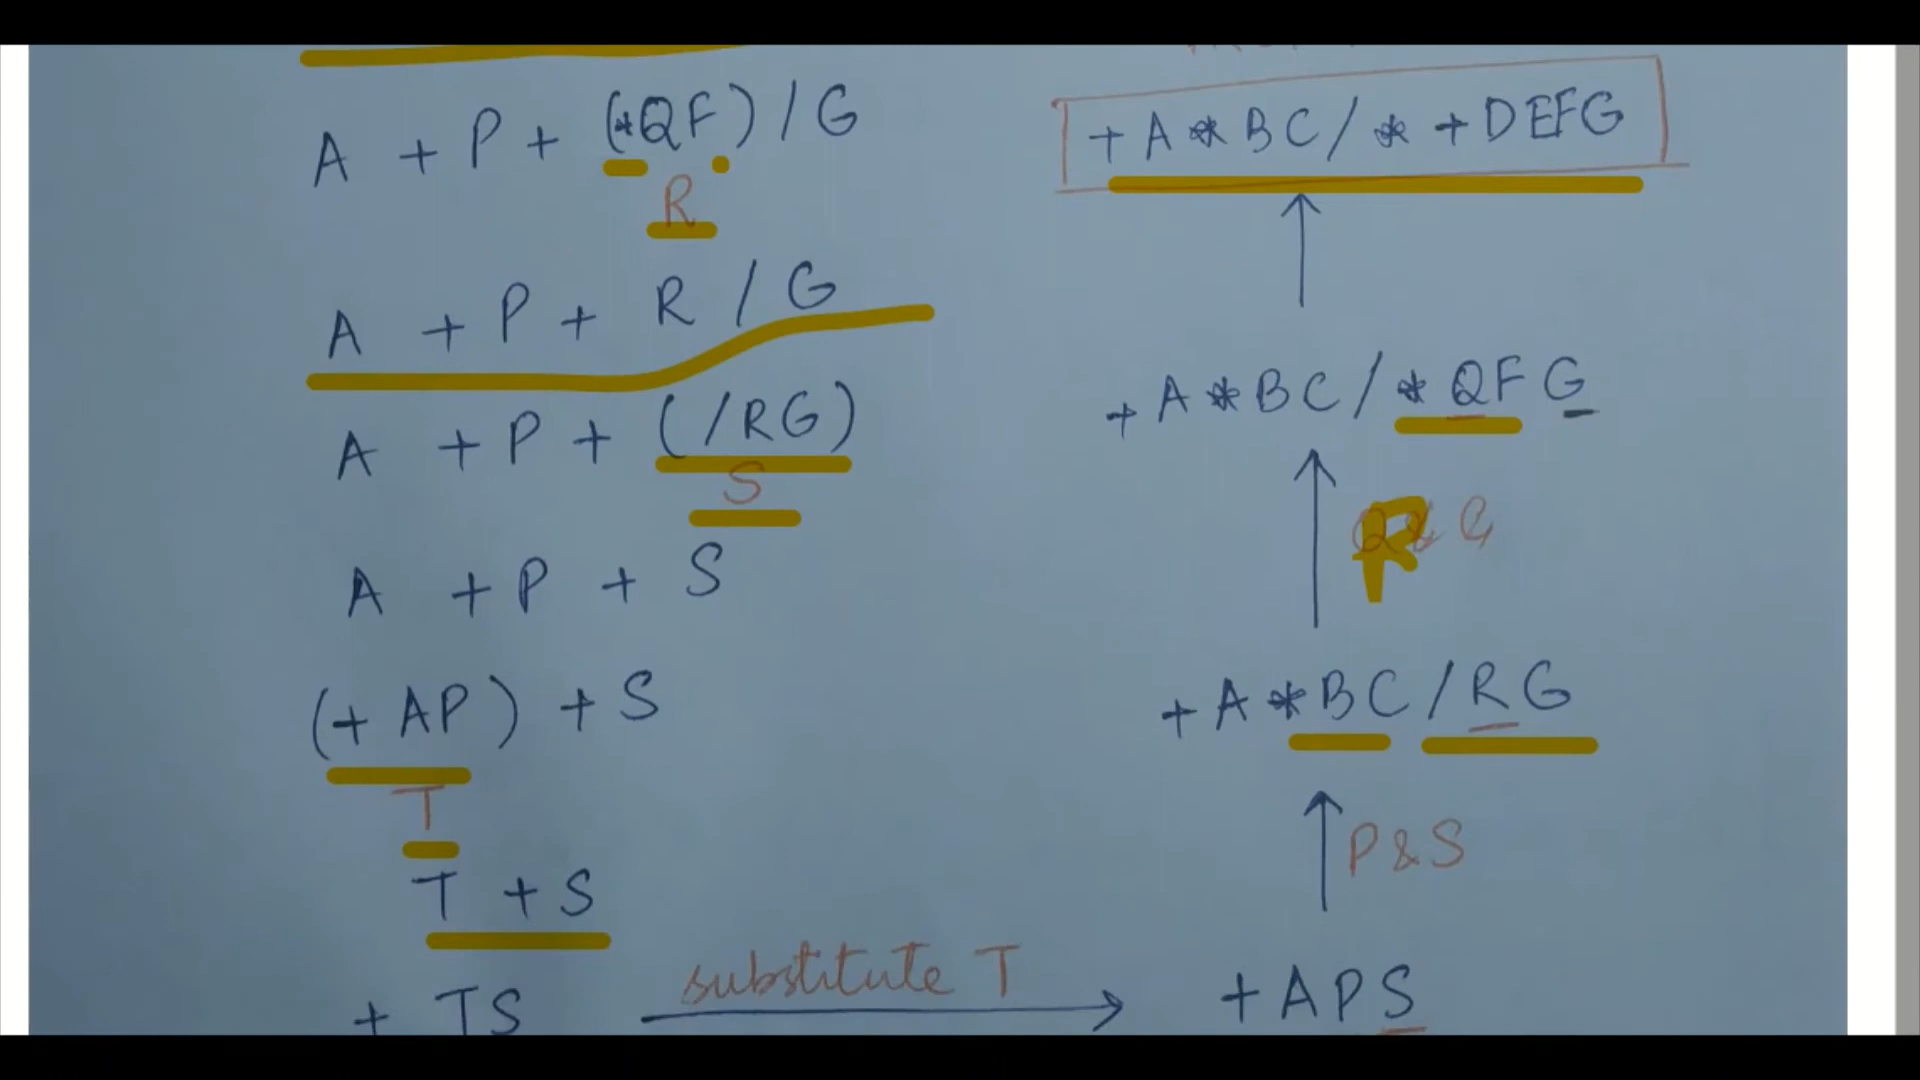 A + P + (*QF) / G
R
A + P + R / G
A + P + (/RG)
S
A + P + S
(+ AP) + S
T
T + S
+ TS
substitute T
+A*BC/* +DEFG
+A*BC/*QFG
R
+A*BC/RG
P&S
+APS